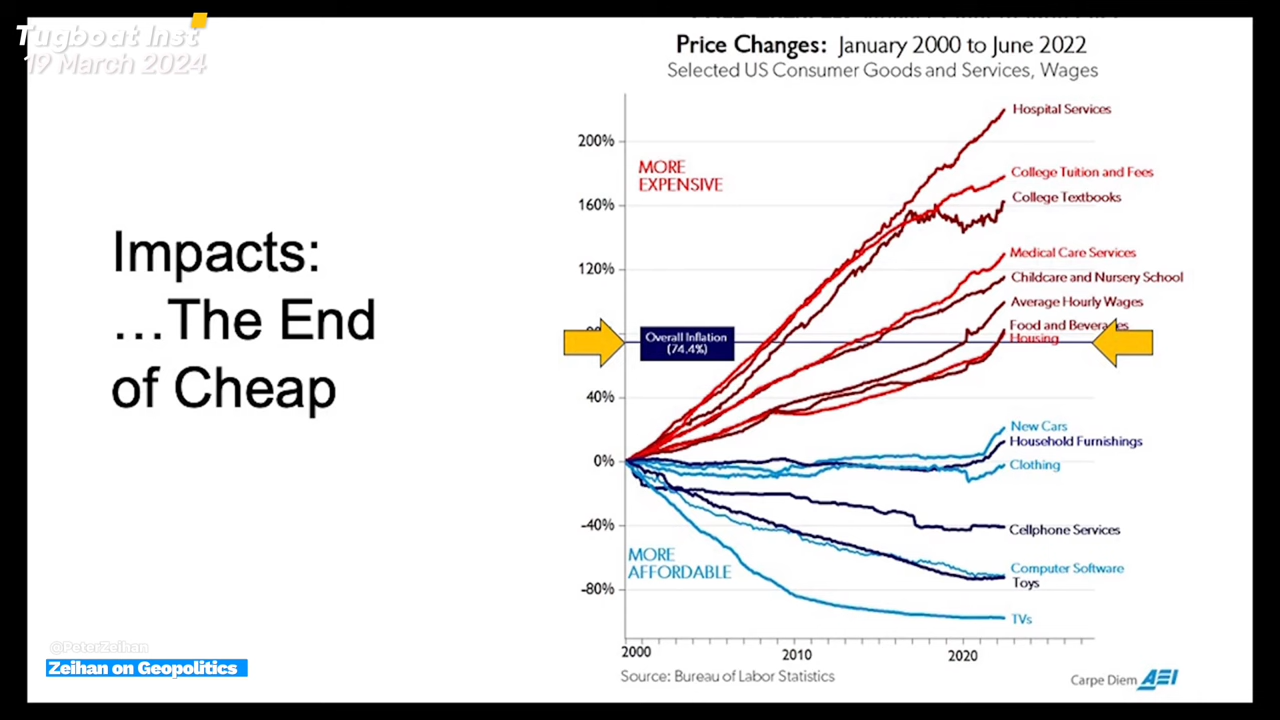 Tugboat Inst
19 March 2024
Price Changes: January 2000 to June 2022
Selected US Consumer Goods and Services, Wages
Impacts:
…The End
of Cheap
200%
160%
120%
40%
0%
-40%
-80%
MORE
EXPENSIVE
Overall Inflation
(74.4%)
MORE
AFFORDABLE
Hospital Services
College Tuition and Fees
College Textbooks
Medical Care Services
Childcare and Nursery School
Average Hourly Wages
Food and Beverages
Housing
New Cars
Household Furnishings
Clothing
Cellphone Services
Computer Software
Toys
TVs
2000
2010
2020
Source: Bureau of Labor Statistics
Carpe Diem AEI
@PeterZeihan
Zeihan on Geopolitics